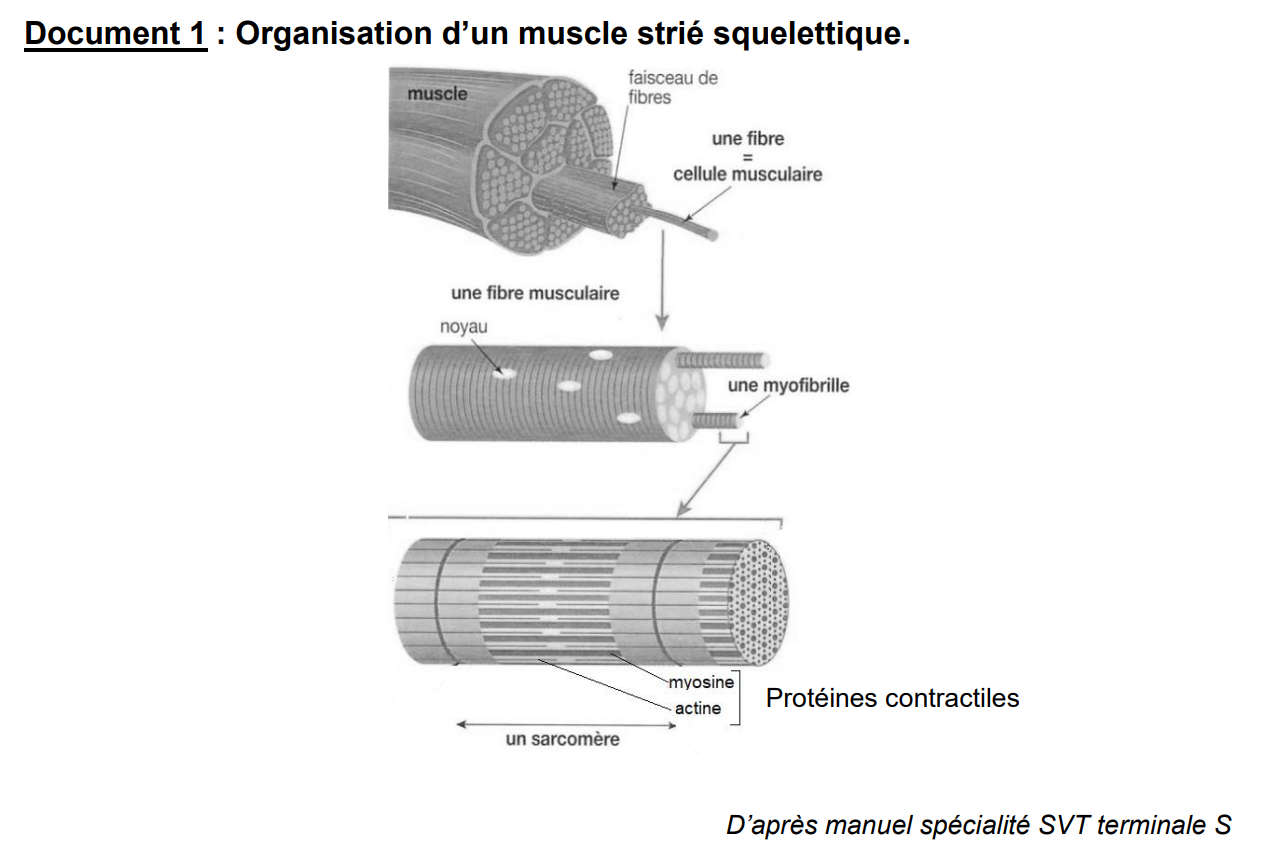 Document 1 : Organisation d’un muscle strié squelettique.
muscle
faisceau de
fibres
une fibre
=
cellule musculaire
une fibre musculaire
noyau
une myofibrille
myosine
actine
Protéines contractiles
un sarcomère
D’après manuel spécialité SVT terminale S